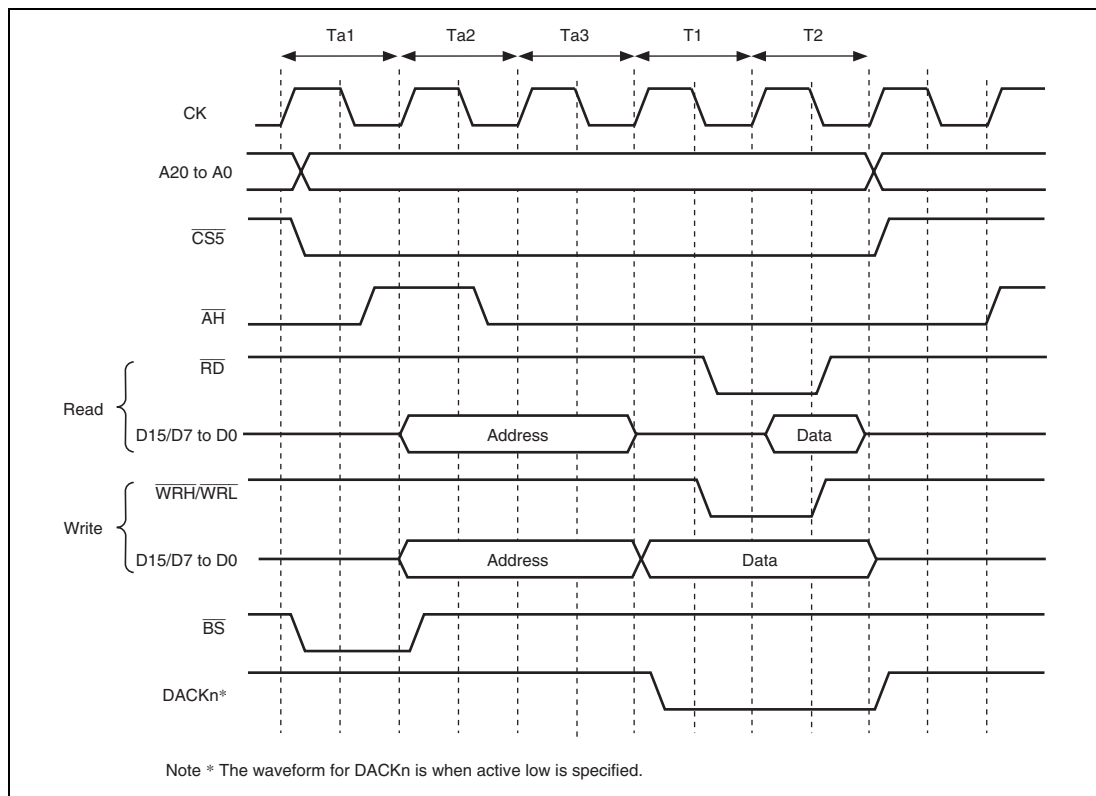 Ta1 Ta2 Ta3 T1 T2
CK
A20 to A0
CS5
AH
RD
Read
D15/D7 to D0 Address Data
WRH/WRL
Write
D15/D7 to D0 Address Data
BS
DACKn*
Note * The waveform for DACKn is when active low is specified.